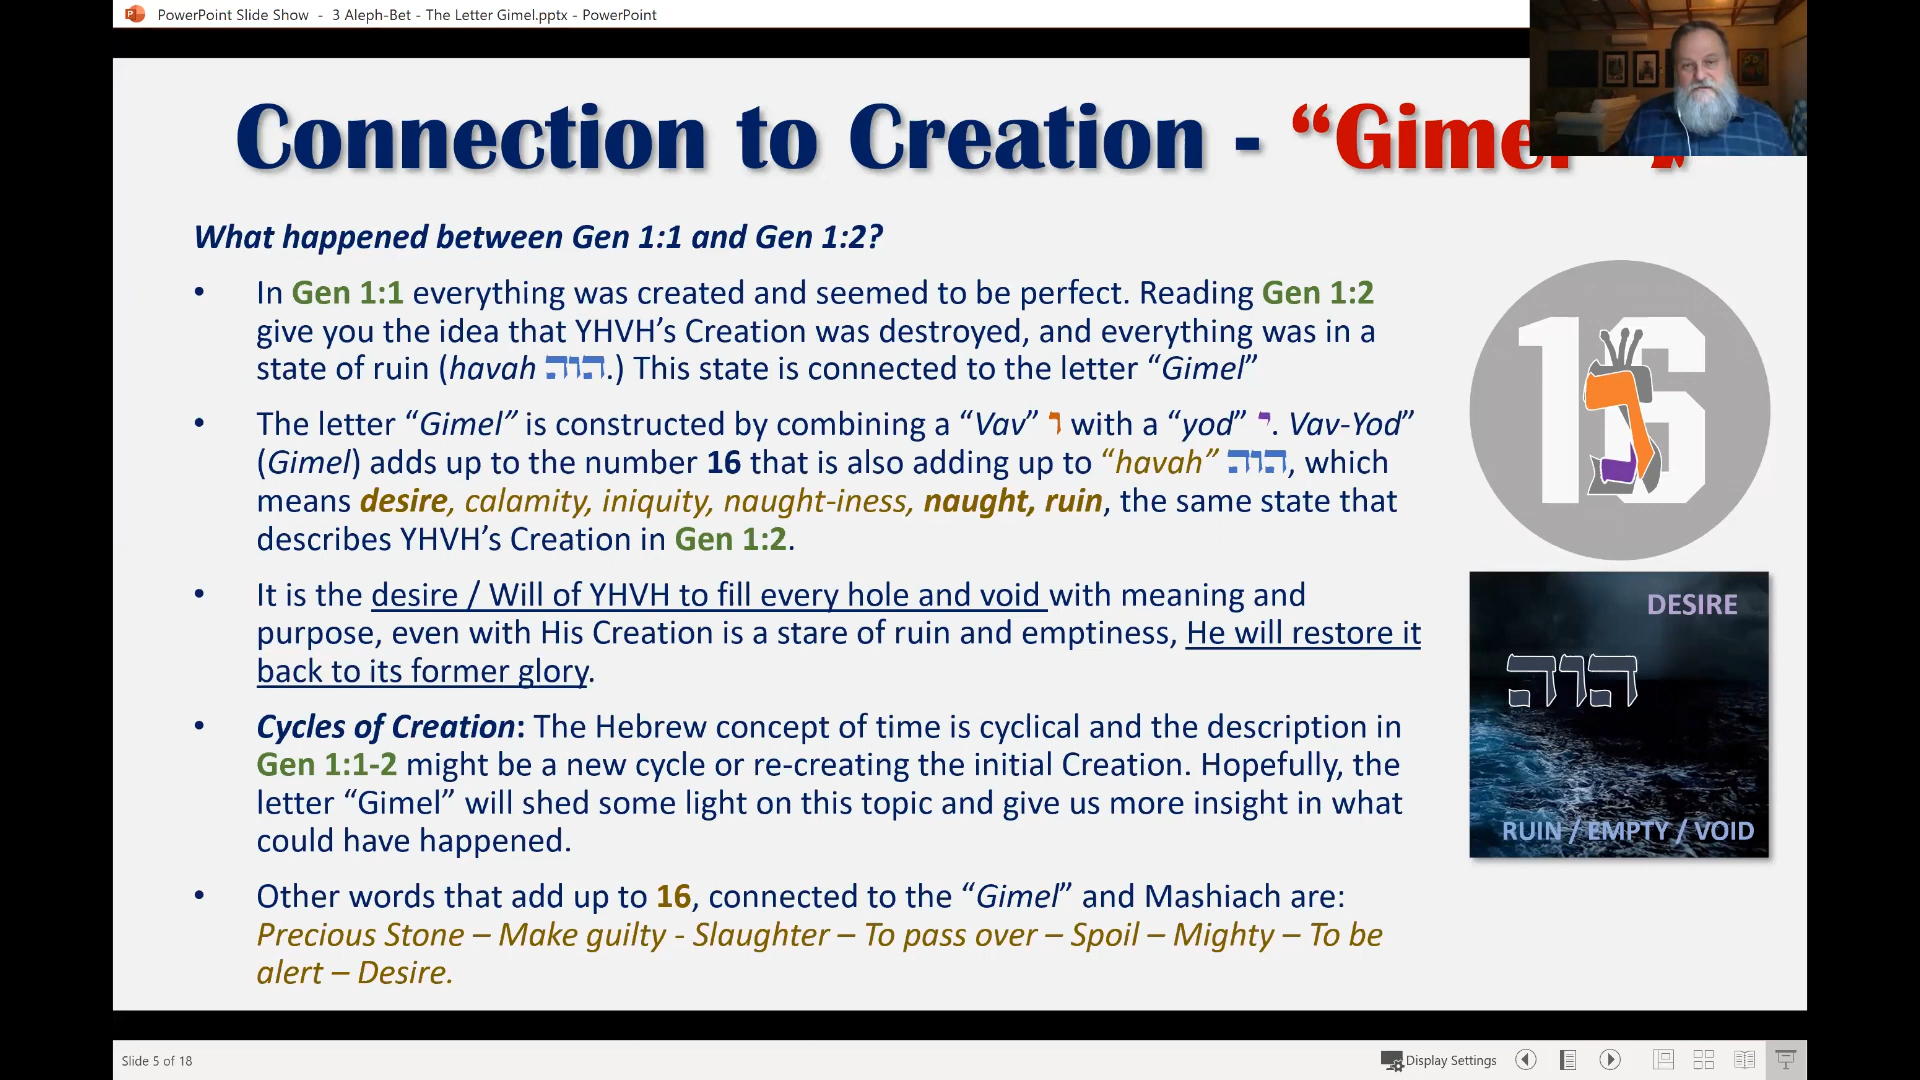 PowerPoint Slide Show - 3 Aleph-Bet - The Letter Gimel.pptx - PowerPoint
Connection to Creation - “Gimel”
What happened between Gen 1:1 and Gen 1:2?
• In Gen 1:1 everything was created and seemed to be perfect. Reading Gen 1:2
give you the idea that YHVH’s Creation was destroyed, and everything was in a
state of ruin (havah הוה.) This state is connected to the letter “Gimel”
• The letter “Gimel” is constructed by combining a “Vav” ו with a “yod” י. Vav-Yod”
(Gimel) adds up to the number 16 that is also adding up to “havah” הוה, which
means desire, calamity, iniquity, naught-iness, naught, ruin, the same state that
describes YHVH’s Creation in Gen 1:2.
• It is the desire / Will of YHVH to fill every hole and void with meaning and
purpose, even with His Creation is a stare of ruin and emptiness, He will restore it
back to its former glory.
• Cycles of Creation: The Hebrew concept of time is cyclical and the description in
Gen 1:1-2 might be a new cycle or re-creating the initial Creation. Hopefully, the
letter “Gimel” will shed some light on this topic and give us more insight in what
could have happened.
• Other words that add up to 16, connected to the “Gimel” and Mashiach are:
Precious Stone – Make guilty - Slaughter – To pass over – Spoil – Mighty – To be
alert – Desire.
16
ג
DESIRE
הוה
RUIN / EMPTY / VOID
Slide 5 of 18
Display Settings